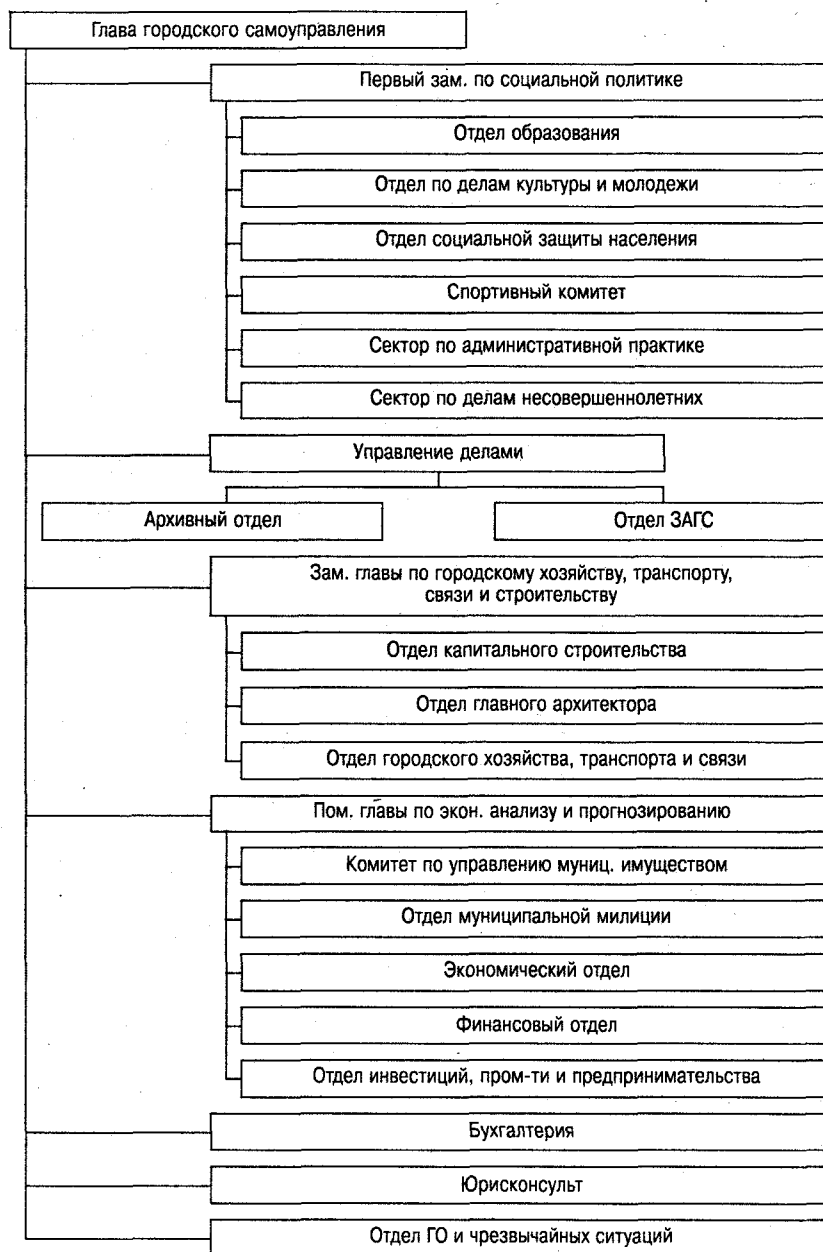 Глава городского самоуправления
Первый зам. по социальной политике
Отдел образования
Отдел по делам культуры и молодежи
Отдел социальной защиты населения
Спортивный комитет
Сектор по административной практике
Сектор по делам несовершеннолетних
Управление делами
Архивный отдел
Отдел ЗАГС
Зам. главы по городскому хозяйству, транспорту,
связи и строительству
Отдел капитального строительства
Отдел главного архитектора
Отдел городского хозяйства, транспорта и связи
Пом. главы по экон. анализу и прогнозированию
Комитет по управлению муниц. имуществом
Отдел муниципальной милиции
Экономический отдел
Финансовый отдел
Отдел инвестиций, пром-ти и предпринимательства
Бухгалтерия
Юрисконсульт
Отдел ГО и чрезвычайных ситуаций